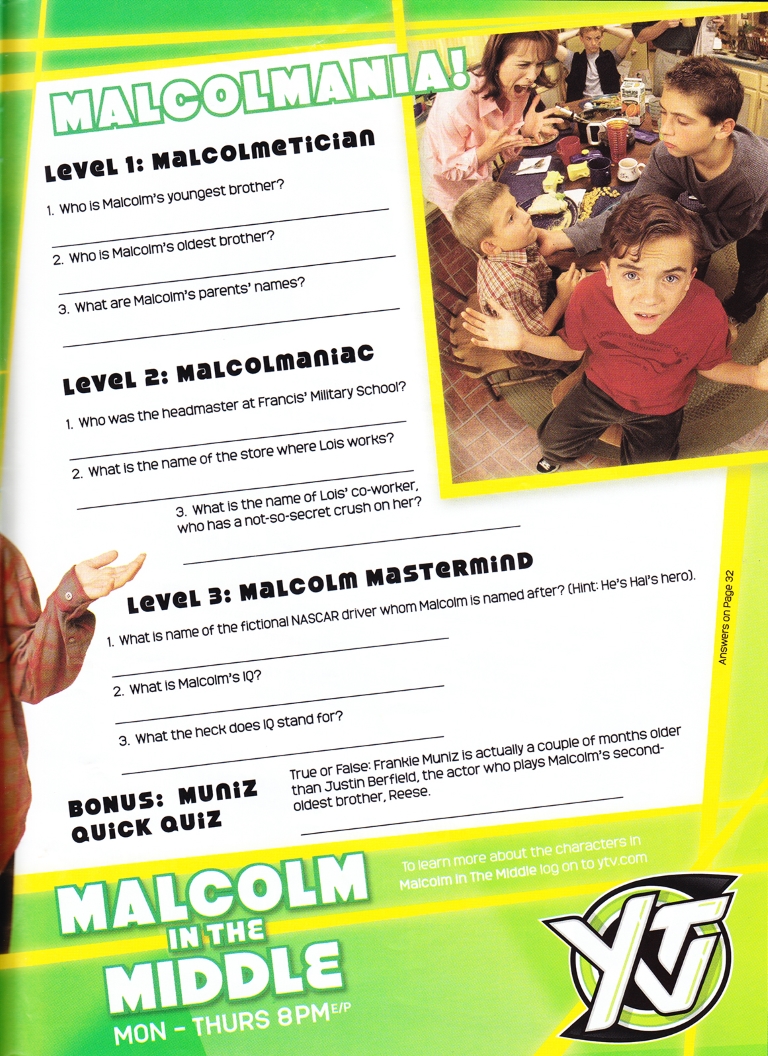 MALCOLMMANIA!
Level 1: Malcolmetician
1. Who is Malcolm's youngest brother?
2. Who is Malcolm's oldest brother?
3. What are Malcolm's parents' names?
Level 2: Malcolmaniac
1. Who was the headmaster at Francis' Military School?
2. What is the name of the store where Lois works?
3. What is the name of Lois' co-worker,
who has a not-so-secret crush on her?
Level 3: Malcolm Mastermind
1. What is name of the fictional NASCAR driver whom Malcolm is named after? (Hint: He's Hal's hero).
2. What is Malcolm's IQ?
3. What the heck does IQ stand for?
Answers on Page 32
BONUS: MUNiZ
QUiCK QUiZ
True or False: Frankie Muniz is actually a couple of months older
than Justin Berfield, the actor who plays Malcolm's second-
oldest brother, Reese.
To learn more about the characters in
Malcolm In The Middle log on to ytv.com
MALCOLM
IN THE
MIDDLE
MON - THURS 8PM E/P
YTV